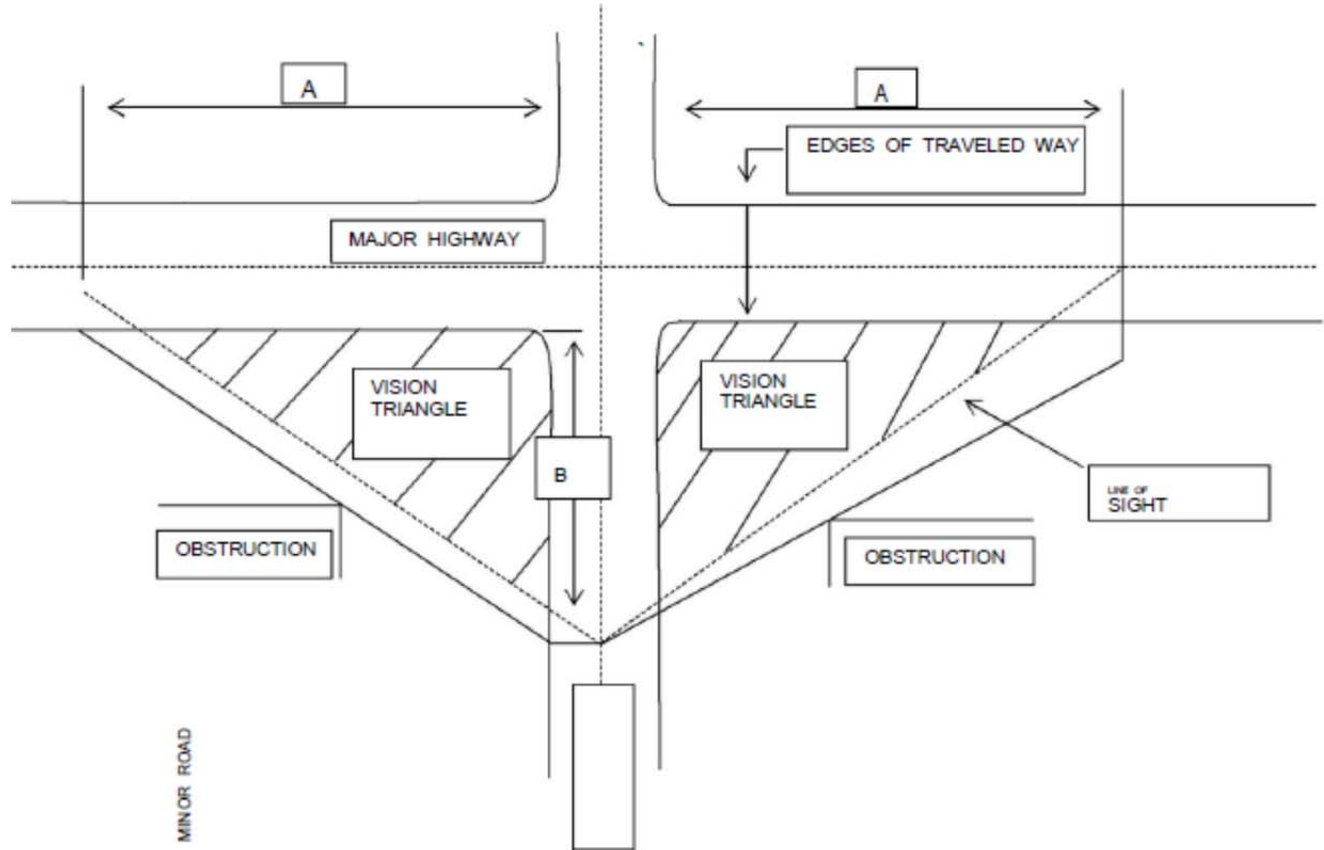 A
A
EDGES OF TRAVELED WAY
MAJOR HIGHWAY
VISION
TRIANGLE
VISION
TRIANGLE
B
LINE OF
SIGHT
OBSTRUCTION
OBSTRUCTION
MINOR ROAD